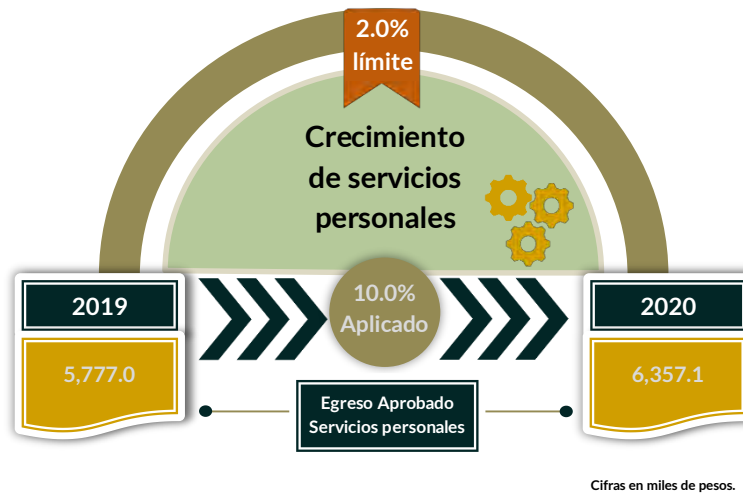 2.0%
límite
Crecimiento
de servicios
personales
2019
10.0%
Aplicado
2020
5,777.0
6,357.1
Egreso Aprobado
Servicios personales
Cifras en miles de pesos.